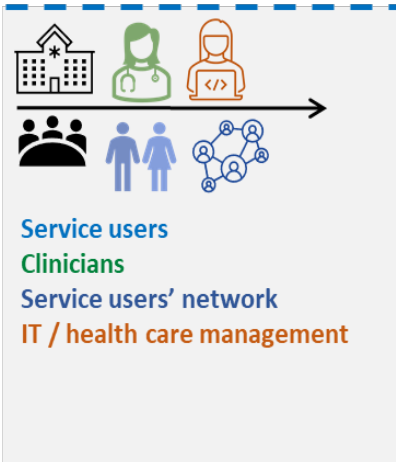 </>
Service users
Clinicians
Service users’ network
IT / health care management